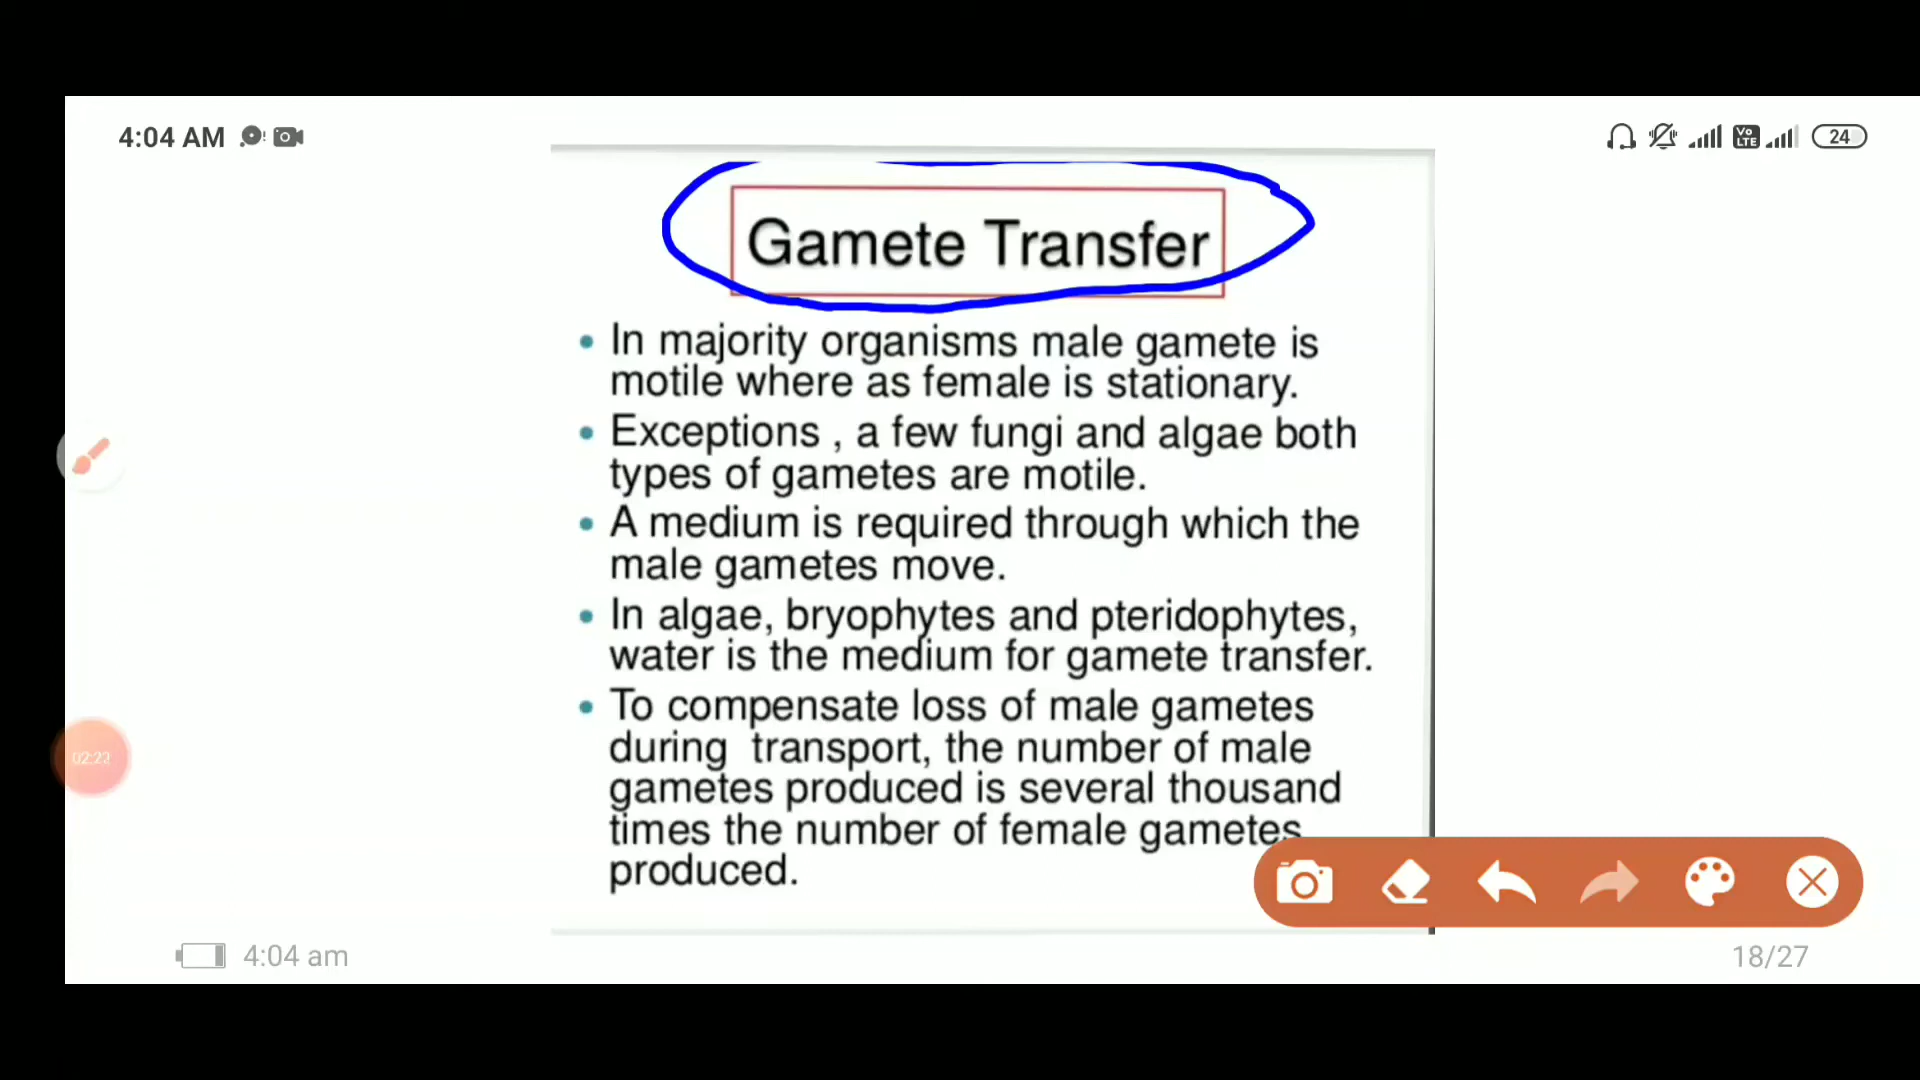 4:04 AM
Vo LTE
24
Gamete Transfer
• In majority organisms male gamete is
motile where as female is stationary.
• Exceptions , a few fungi and algae both
types of gametes are motile.
• A medium is required through which the
male gametes move.
• In algae, bryophytes and pteridophytes,
water is the medium for gamete transfer.
• To compensate loss of male gametes
during transport, the number of male
gametes produced is several thousand
times the number of female gametes
produced.
02:22
4:04 am
18/27